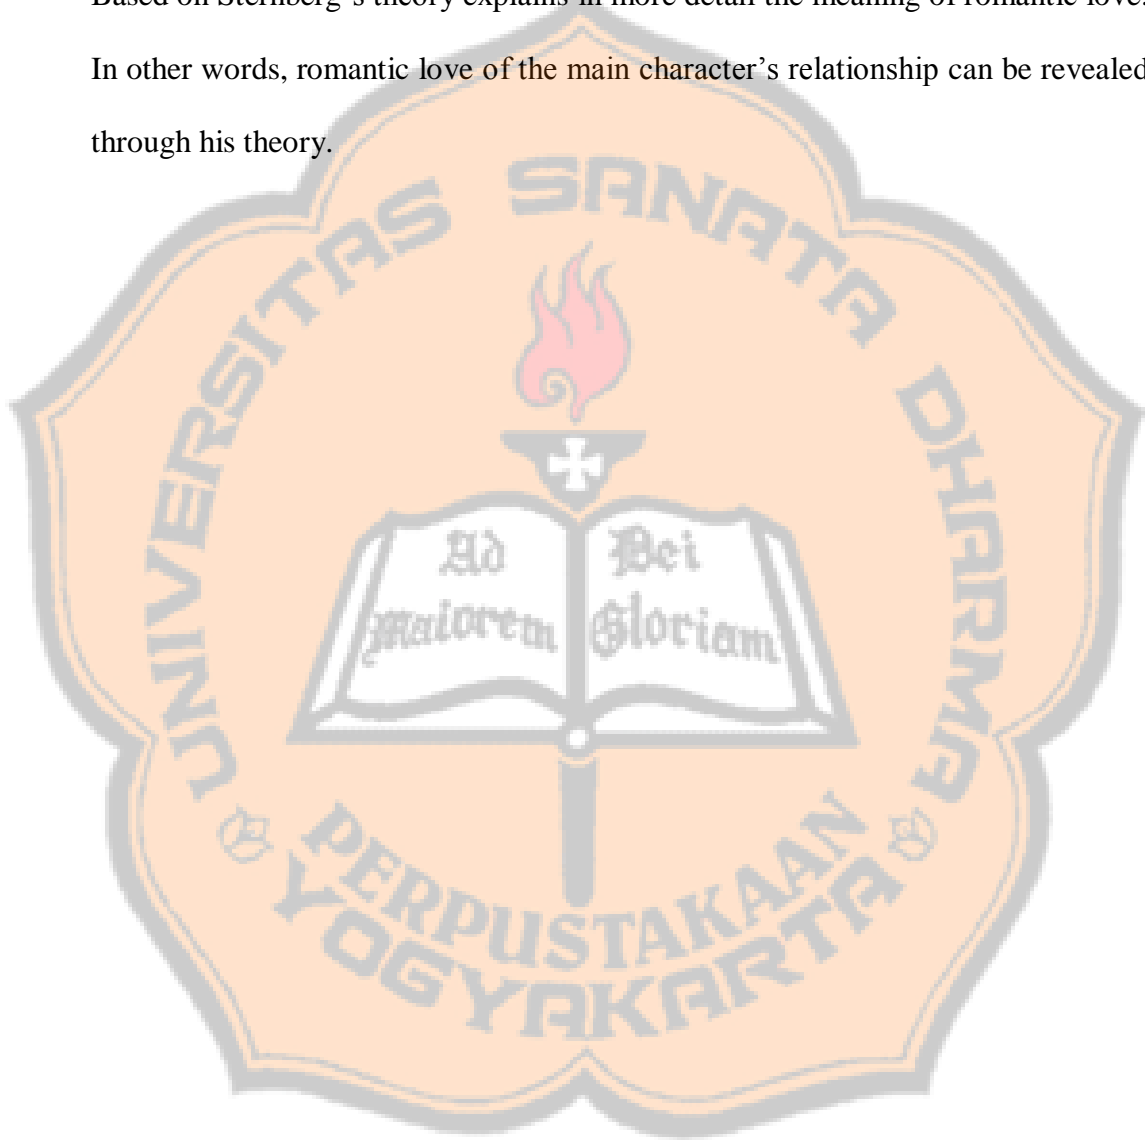 Based on Sternberg's theory explains in more detail the meaning of romantic love.
In other words, romantic love of the main character's relationship can be revealed
through his theory.
UNIVERSITAS SANATA DHARMA
Ad Dei
Maiorem Gloriam
PERPUSTAKAAN
YOGYAKARTA